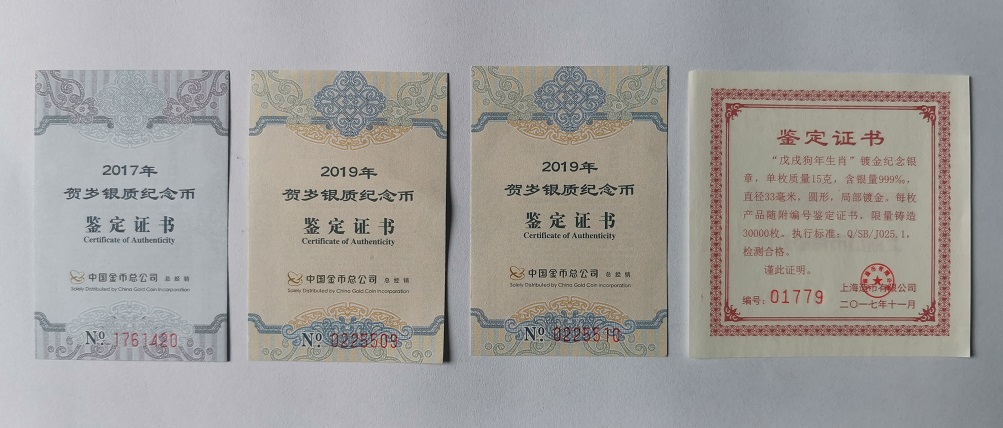 2017年
贺岁银质纪念币
鉴定证书
Certificate of Authenticity
中国金币总公司 总经销
Solely Distributed by China Gold Coin Incorporation
No. 1761420
2019年
贺岁银质纪念币
鉴定证书
Certificate of Authenticity
中国金币总公司 总经销
Solely Distributed by China Gold Coin Incorporation
No. 0225509
2019年
贺岁银质纪念币
鉴定证书
Certificate of Authenticity
中国金币总公司 总经销
Solely Distributed by China Gold Coin Incorporation
No. 0225510
鉴定证书
“戊戌狗年生肖”镀金纪念银
章，单枚质量15克，含银量999‰，
直径33毫米，圆形，局部镀金。每枚
产品随附编号鉴定证书，限量铸造
30000枚。执行标准：Q/SB/J025.1，
检测合格。
谨此证明。
上海金币有限公司
编号：01779
二〇一七年十一月